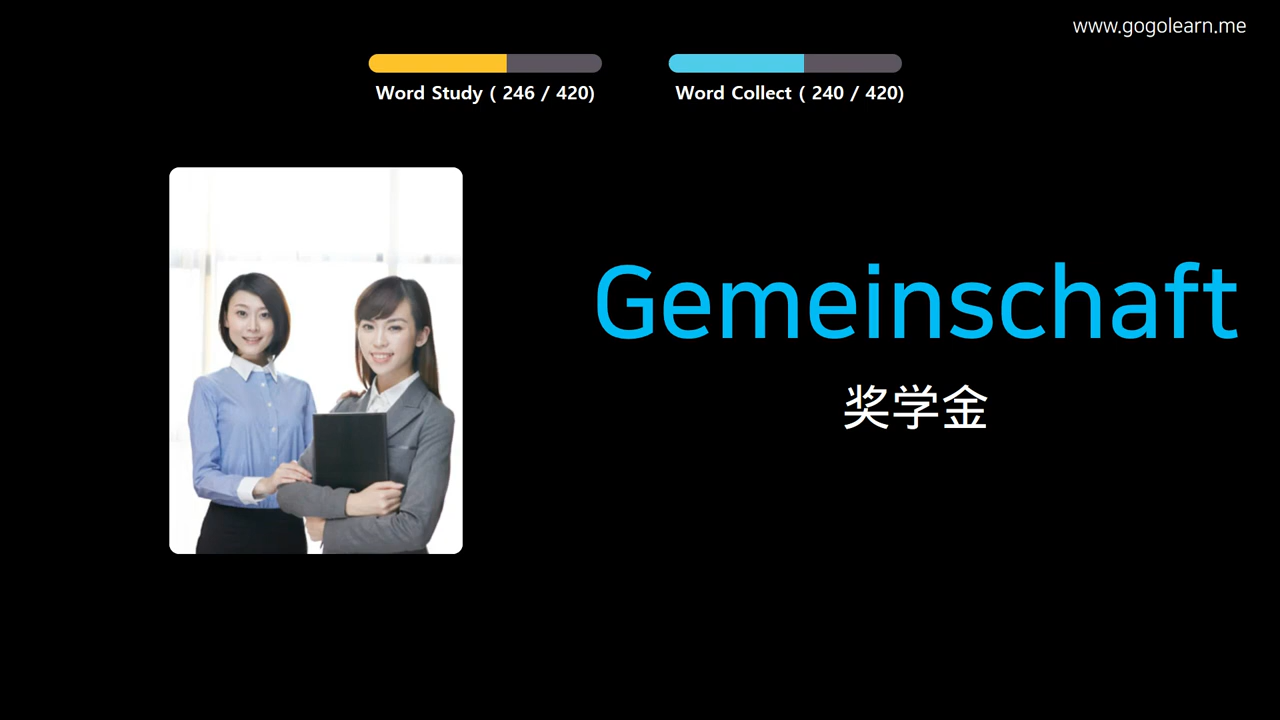 www.gogolearn.me
Word Study ( 246 / 420)
Word Collect ( 240 / 420)
Gemeinschaft
奖学金